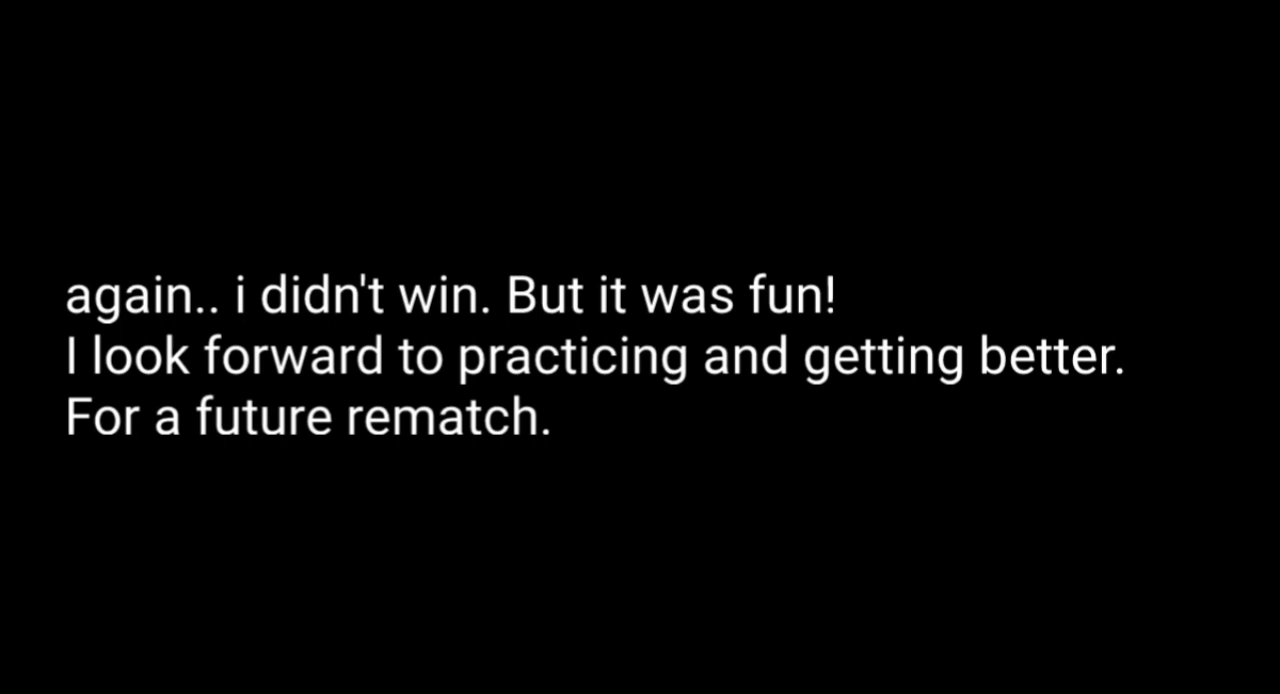 again.. i didn't win. But it was fun!
I look forward to practicing and getting better.
For a future rematch.